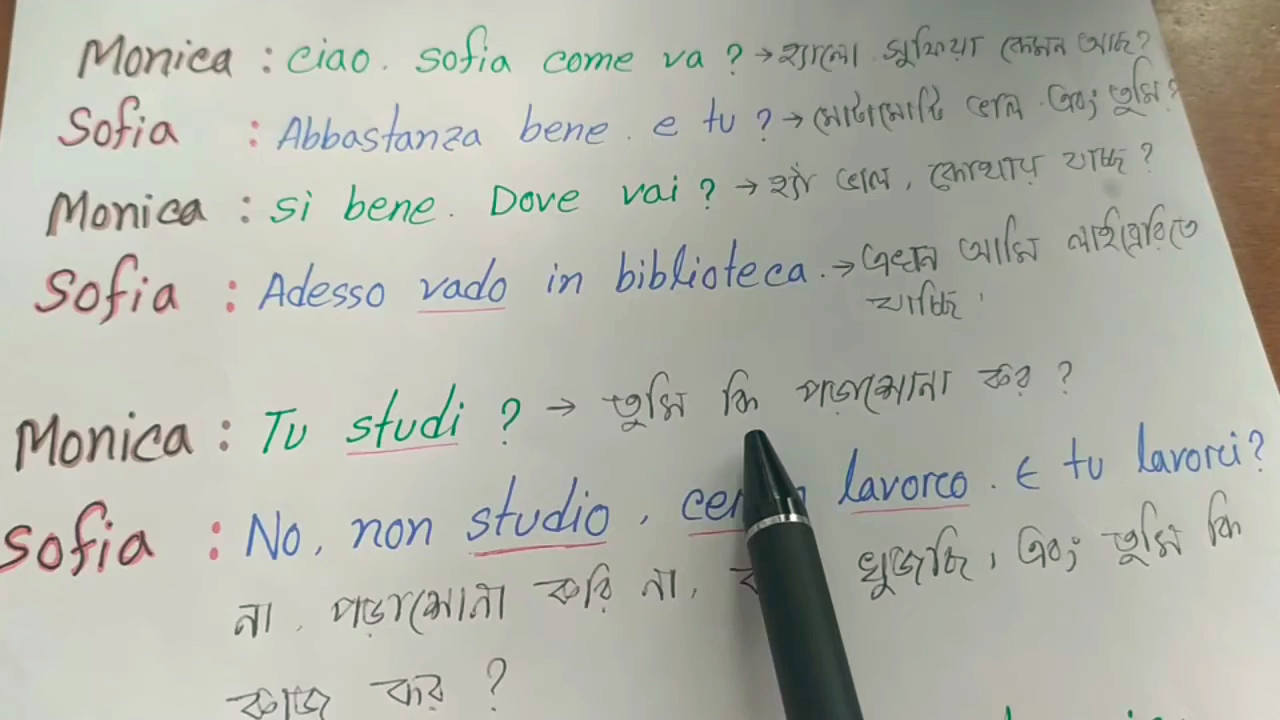 Monica : ciao. sofia come va ? → হ্যালো সুফিয়া কেমন আছ?
Sofia : Abbastanza bene. e tu ? → মোটামোটি ভাল. এবং তুমি?
Monica : si bene. Dove vai ? → হ্যাঁ ভাল, কোথায় যাচ্ছ ?
Sofia : Adesso vado in biblioteca. → এখন আমি লাইব্রেরিতে
যাচ্ছি।
Monica : Tu studi ? → তুমি কি পড়াশোনা কর ?
Sofia : No, non studio, lavoro. E tu lavori?
না, পড়াশোনা করি না, খুজছি, এবং তুমি কি
কাজ কর ?